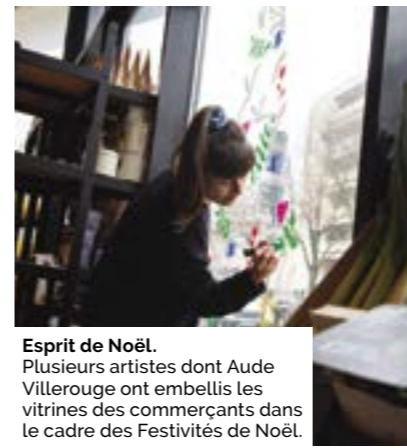 Esprit de Noël.
Plusieurs artistes dont Aude
Villerouge ont embellis les
vitrines des commerçants dans
le cadre des Festivités de Noël.